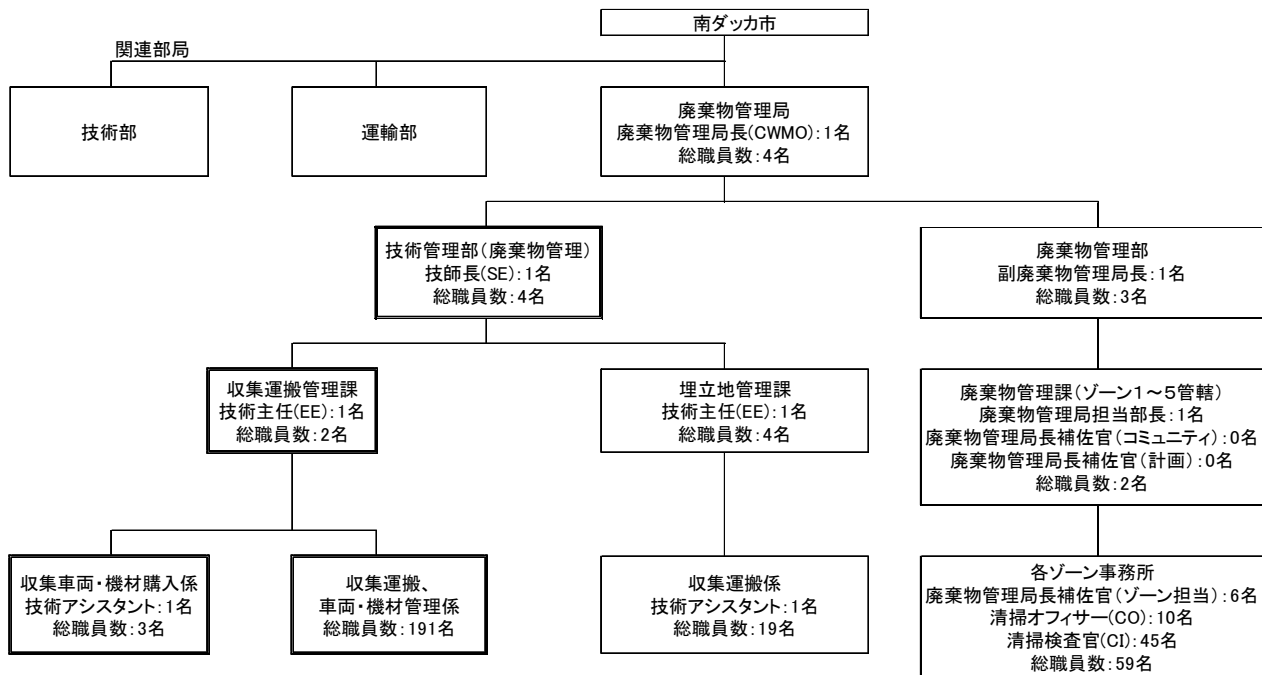 南ダッカ市
関連部局
技術部
運輸部
廃棄物管理局
廃棄物管理局長(CWMO):1名
総職員数:4名
技術管理部(廃棄物管理)
技師長(SE):1名
総職員数:4名
廃棄物管理部
副廃棄物管理局長:1名
総職員数:3名
収集運搬管理課
技術主任(EE):1名
総職員数:2名
埋立地管理課
技術主任(EE):1名
総職員数:4名
廃棄物管理課(ゾーン1~5管轄)
廃棄物管理局担当部長:1名
廃棄物管理局長補佐官(コミュニティ):0名
廃棄物管理局長補佐官(計画):0名
総職員数:2名
収集車両・機材購入係
技術アシスタント:1名
総職員数:3名
収集運搬、
車両・機材管理係
総職員数:191名
収集運搬係
技術アシスタント:1名
総職員数:19名
各ゾーン事務所
廃棄物管理局長補佐官(ゾーン担当):6名
清掃オフィサー(CO):10名
清掃検査官(CI):45名
総職員数:59名